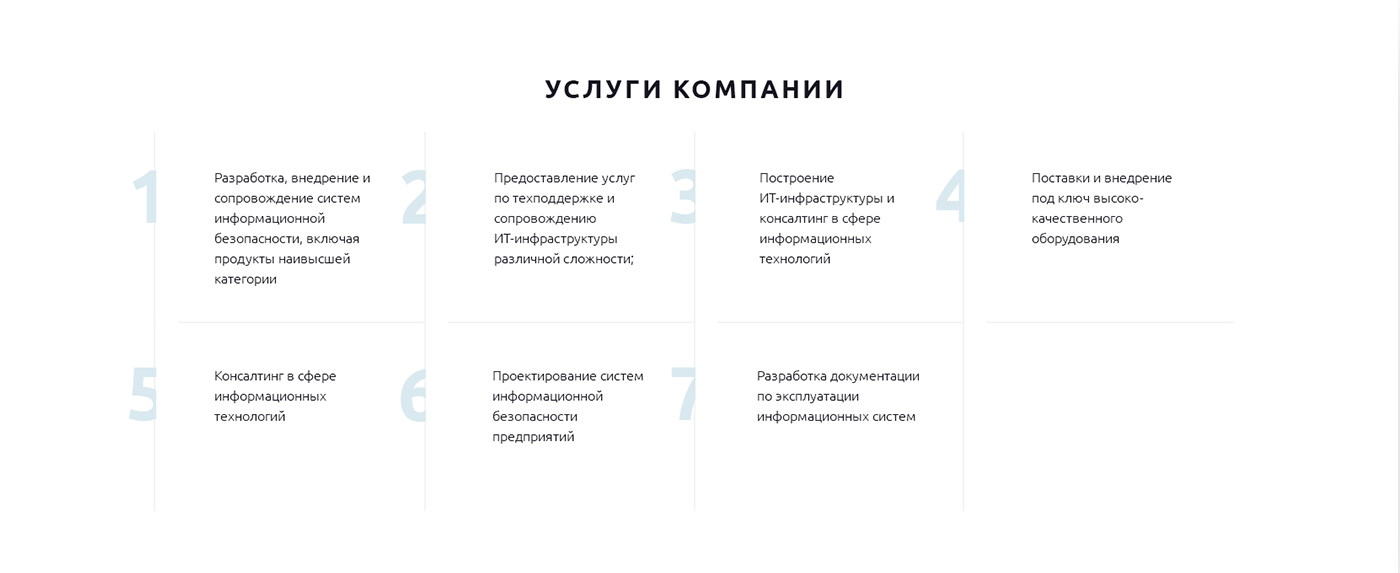 УСЛУГИ КОМПАНИИ
1
Разработка, внедрение и
сопровождение систем
информационной
безопасности, включая
продукты наивысшей
категории
2
Предоставление услуг
по техподдержке и
сопровождению
ИТ-инфраструктуры
различной сложности;
3
Построение
ИТ-инфраструктуры и
консалтинг в сфере
информационных
технологий
4
Поставки и внедрение
под ключ высоко-
качественного
оборудования
5
Консалтинг в сфере
информационных
технологий
6
Проектирование систем
информационной
безопасности
предприятий
7
Разработка документации
по эксплуатации
информационных систем